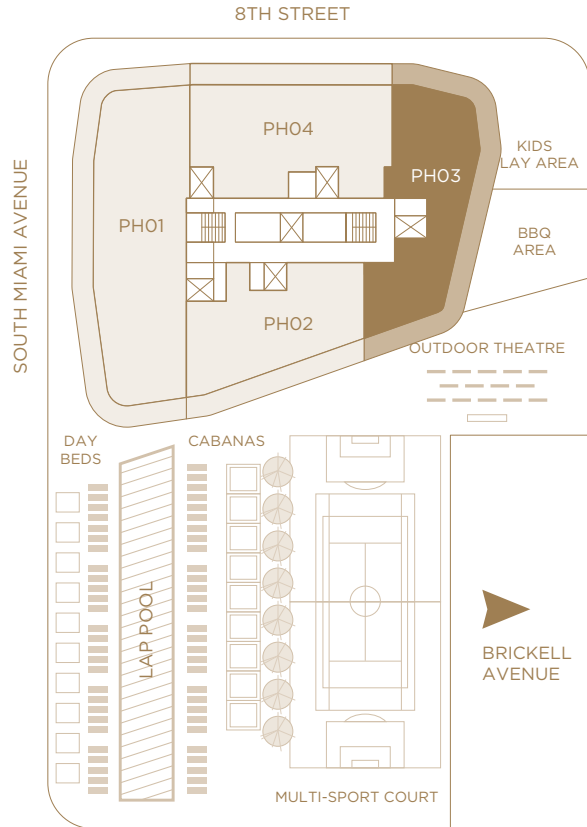 8TH STREET
SOUTH MIAMI AVENUE
PH04
PH03
KIDS
LAY AREA
PH01
BBQ
AREA
PH02
OUTDOOR THEATRE
DAY
BEDS
CABANAS
LAP POOL
BRICKELL
AVENUE
MULTI-SPORT COURT